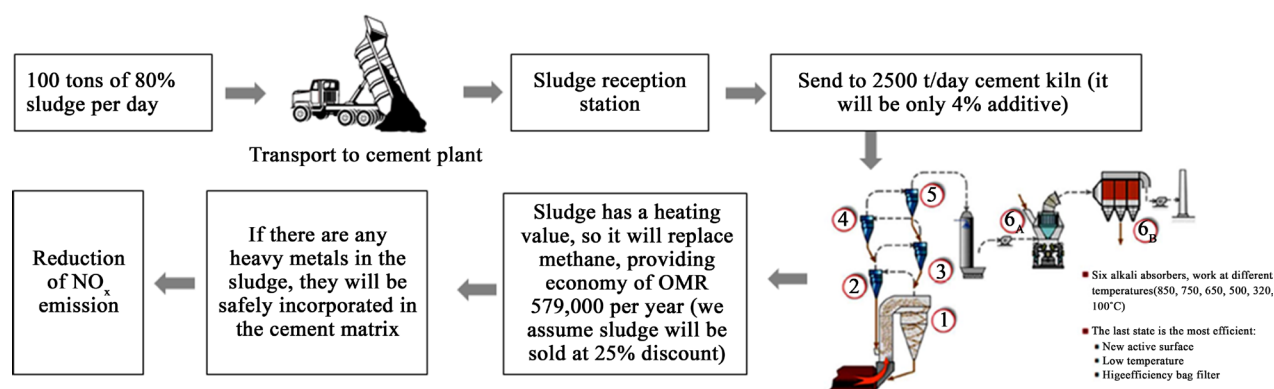 100 tons of 80%
sludge per day
Transport to cement plant
Sludge reception
station
Send to 2500 t/day cement kiln (it
will be only 4% additive)
5
4
3
2
1
6A
6B
Six alkali absorbers, work at different
temperatures(850, 750, 650, 500, 320,
100°C)
The last state is the most efficient:
New active surface
Low temperature
Higeefficiency bag filter
Sludge has a heating
value, so it will replace
methane, providing
economy of OMR
579,000 per year (we
assume sludge will be
sold at 25% discount)
If there are any
heavy metals in the
sludge, they will be
safely incorporated in
the cement matrix
Reduction
of NOx
emission